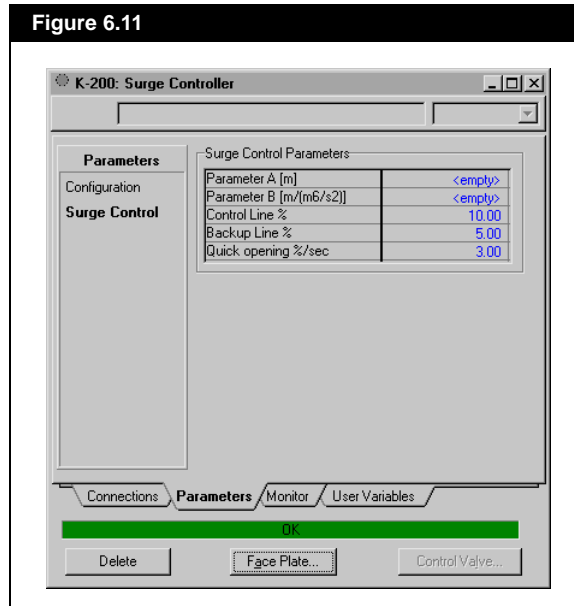 Figure 6.11
K-200: Surge Controller
Parameters
Configuration
Surge Control
Surge Control Parameters
Parameter A [m] <empty>
Parameter B [m/(m6/s2)] <empty>
Control Line % 10.00
Backup Line % 5.00
Quick opening %/sec 3.00
Connections Parameters Monitor User Variables
OK
Delete Face Plate... Control Valve...